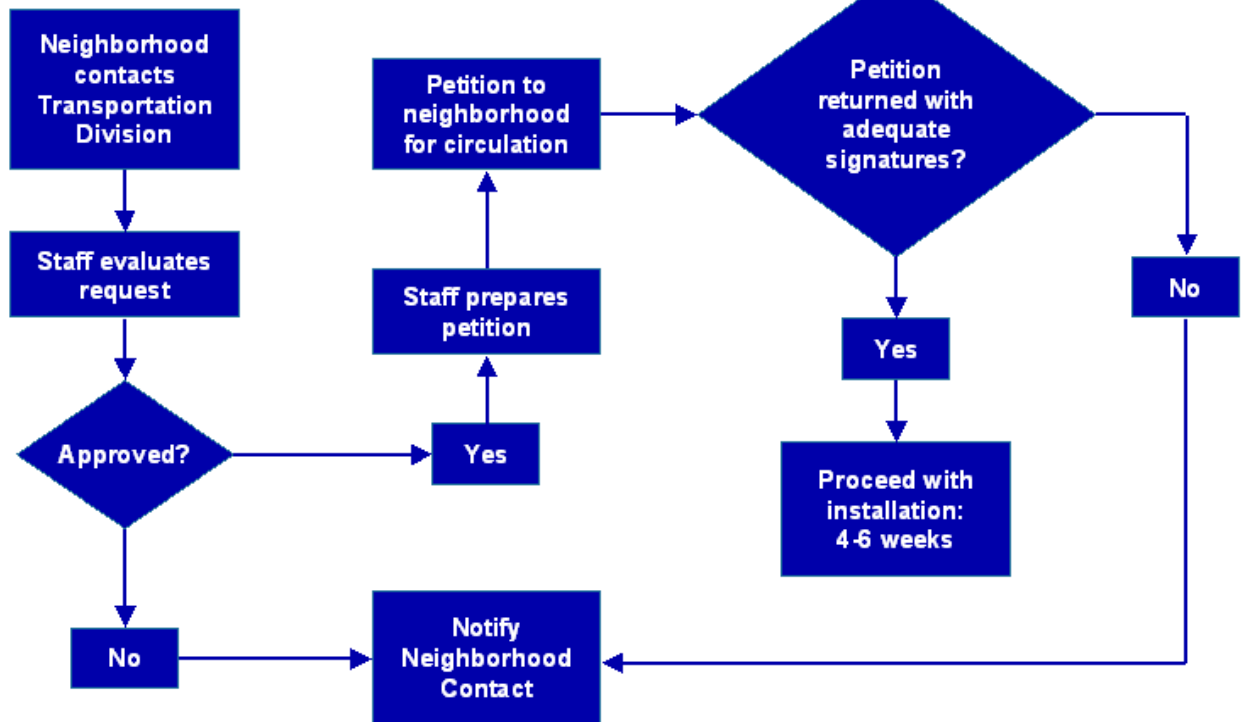 Neighborhood
contacts
Transportation
Division
Staff evaluates
request
Approved?
No
Yes
Staff prepares
petition
Petition to
neighborhood
for circulation
Petition
returned with
adequate
signatures?
Yes
Proceed with
installation:
4-6 weeks
No
Notify
Neighborhood
Contact